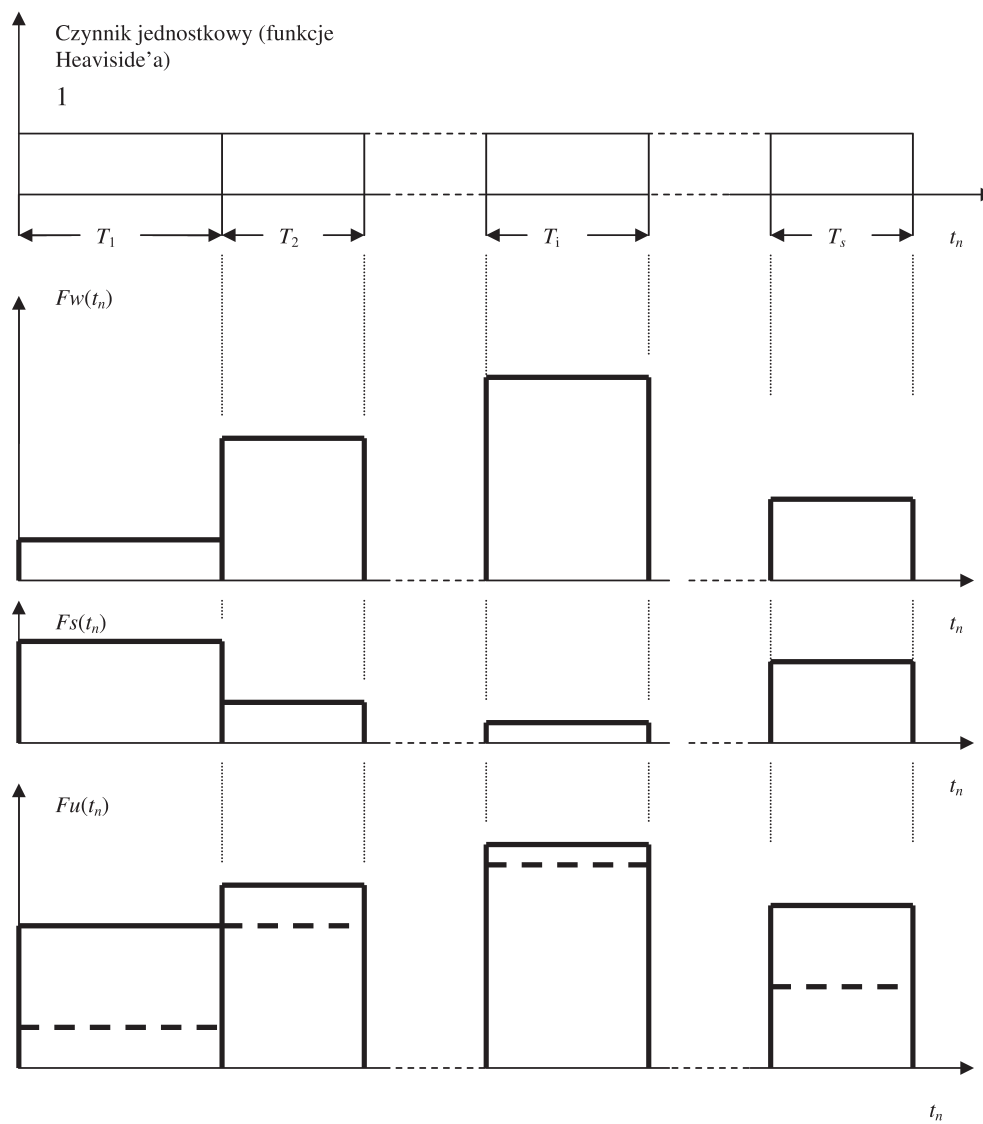 Czynnik jednostkowy (funkcje
Heaviside’a)
1
T1 T2 Ti Ts tn
Fw(tn)
tn
Fs(tn)
tn
Fu(tn)
tn